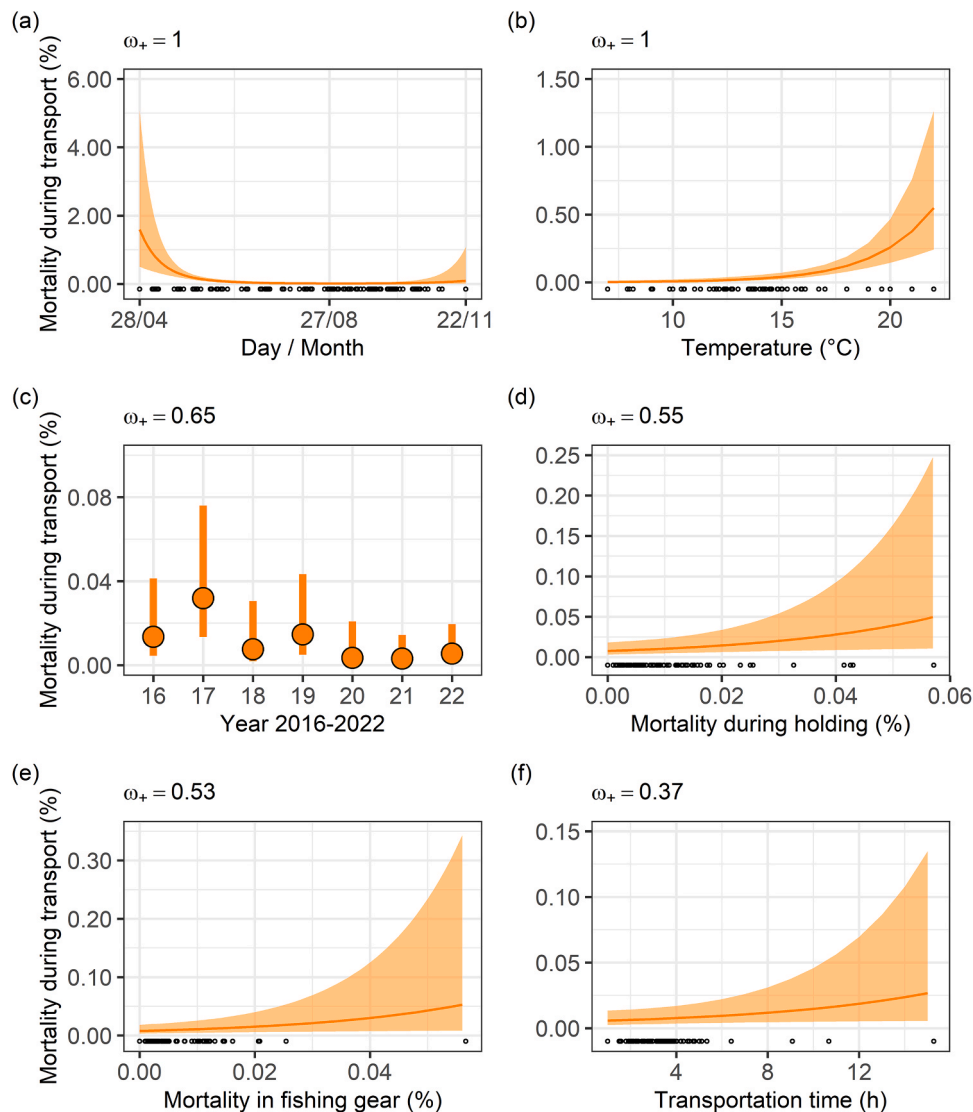 (a)
ω+ = 1
Mortality during transport (%)
6.00
4.00
2.00
0.00
28/04 27/08 22/11
Day / Month
(b)
ω+ = 1
1.50
1.00
0.50
0.00
10 15 20
Temperature (°C)
(c)
ω+ = 0.65
Mortality during transport (%)
0.08
0.04
0.00
16 17 18 19 20 21 22
Year 2016-2022
(d)
ω+ = 0.55
0.25
0.20
0.15
0.10
0.05
0.00
0.00 0.02 0.04 0.06
Mortality during holding (%)
(e)
ω+ = 0.53
Mortality during transport (%)
0.30
0.20
0.10
0.00
0.00 0.02 0.04
Mortality in fishing gear (%)
(f)
ω+ = 0.37
0.15
0.10
0.05
0.00
4 8 12
Transportation time (h)